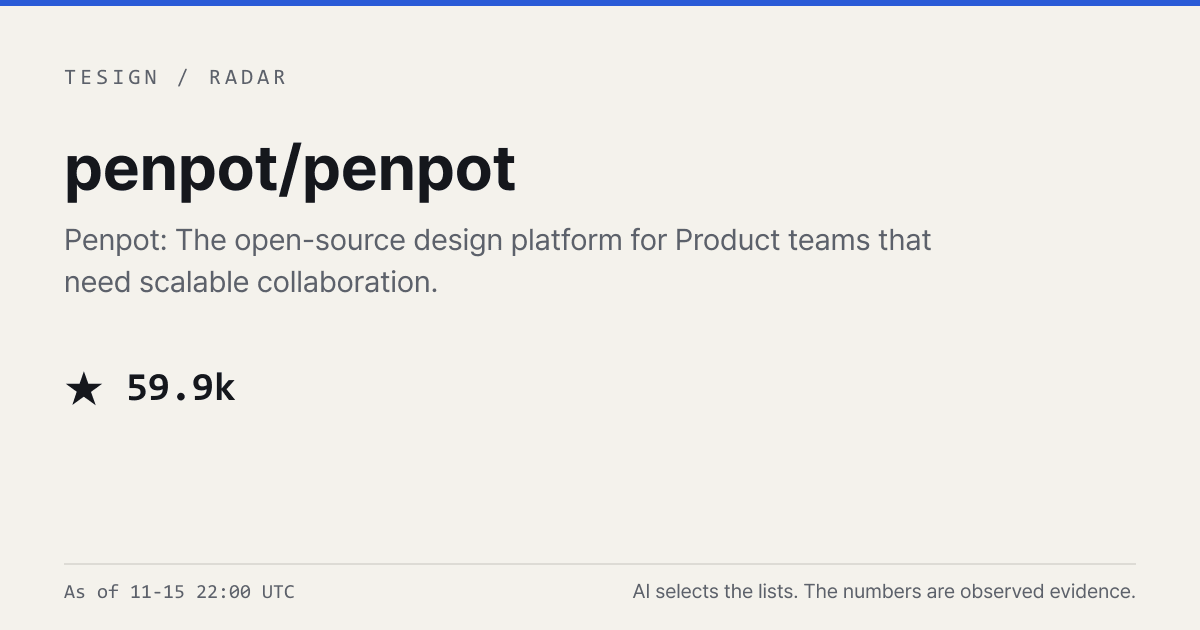 TESIGN / RADAR
penpot/penpot
Penpot: The open-source design platform for Product teams that
need scalable collaboration.
★ 59.9k
As of 11-15 22:00 UTC
AI selects the lists. The numbers are observed evidence.